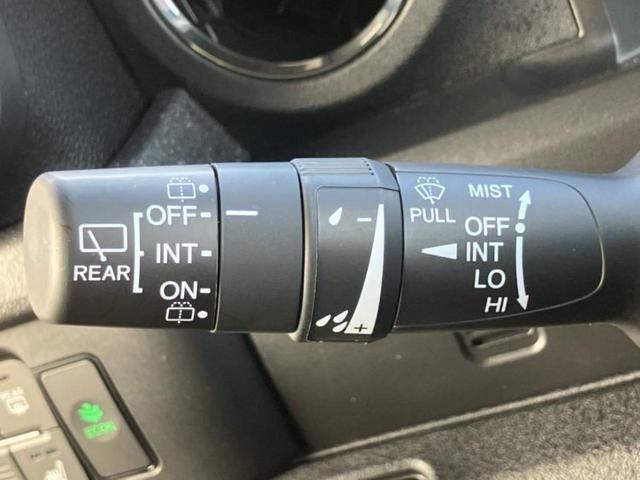 OFF
INT
REAR
ON
− 
+
PULL
MIST
OFF
INT
LO
HI
ECON